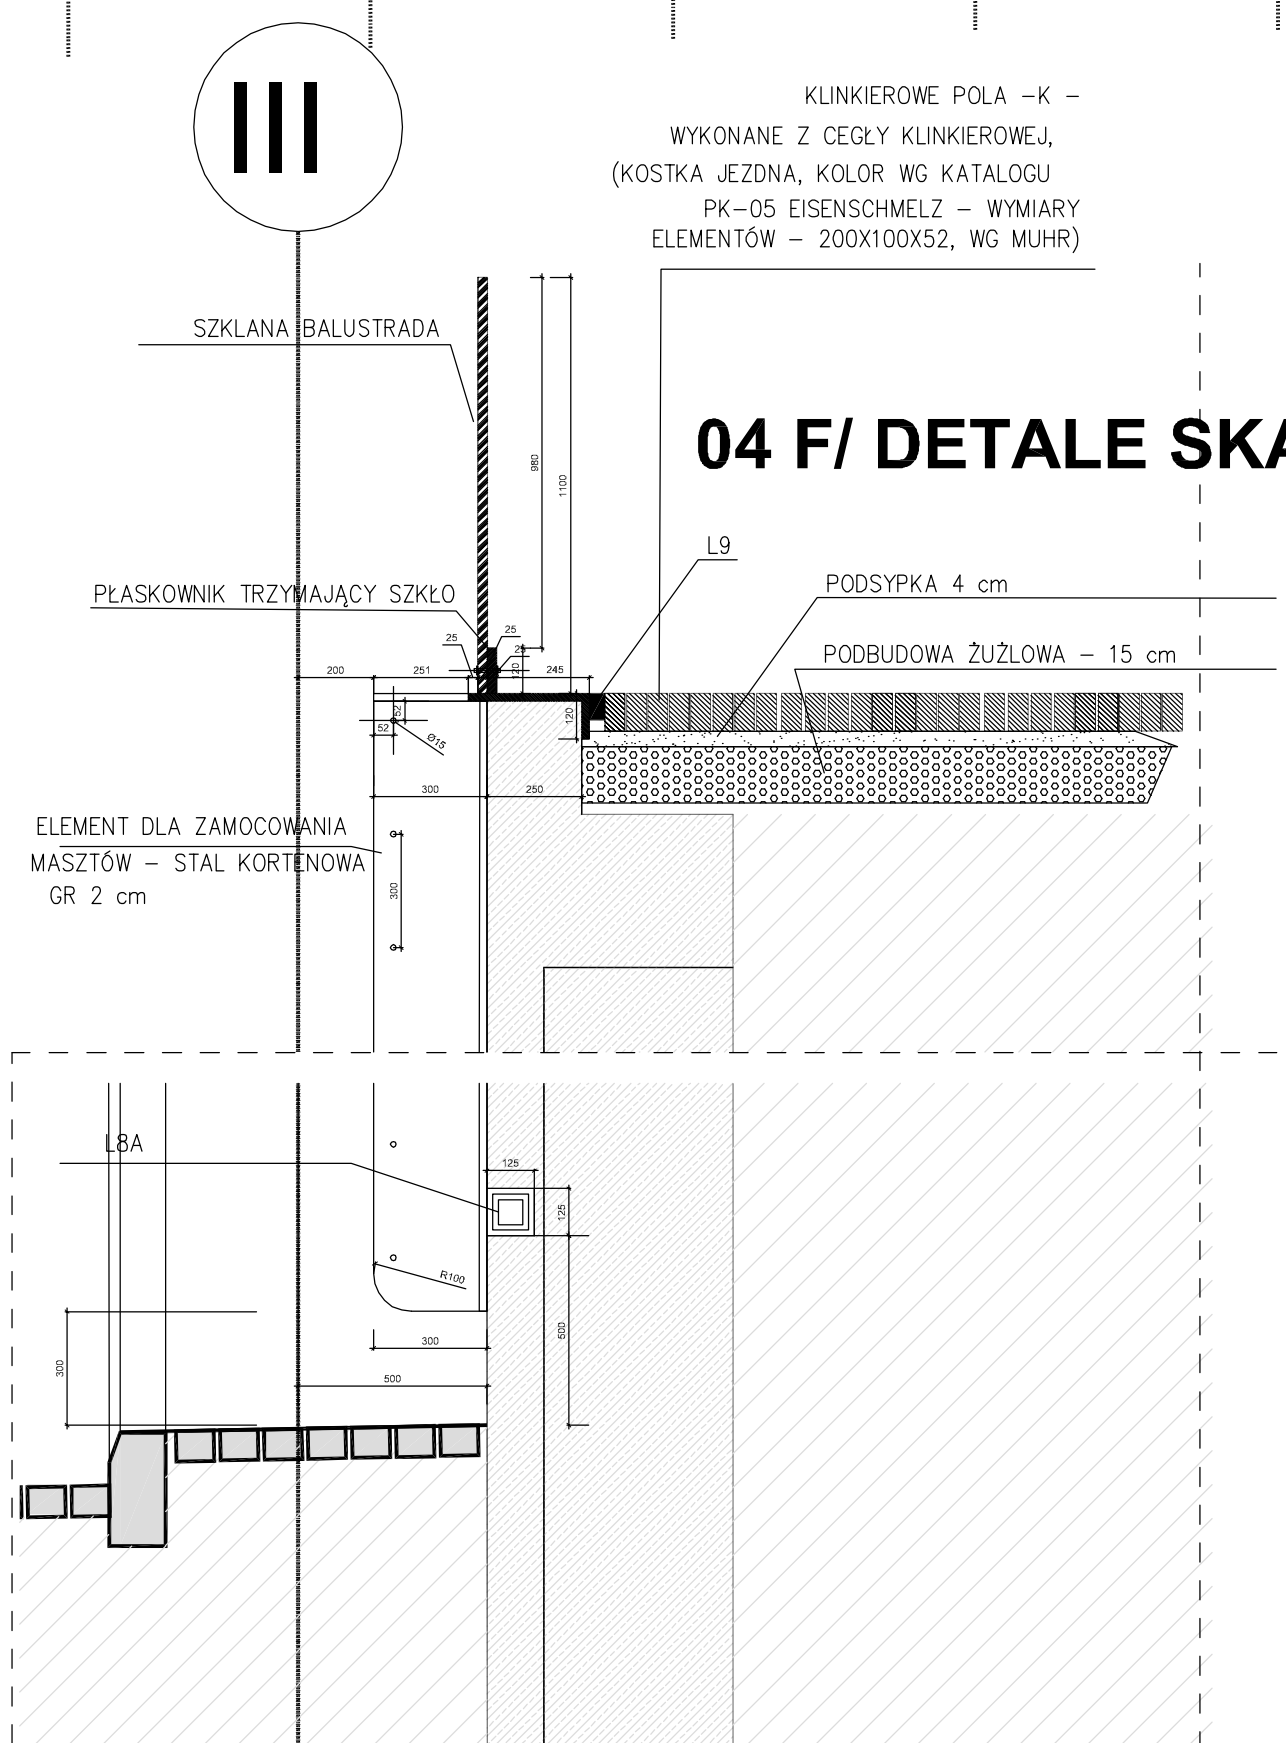 III
KLINKIEROWE POLA –K –
WYKONANE Z CEGŁY KLINKIEROWEJ,
(KOSTKA JEZDNA, KOLOR WG KATALOGU
PK–05 EISENSCHMELZ – WYMIARY
ELEMENTÓW – 200X100X52, WG MUHR)
SZKLANA BALUSTRADA
04 F/ DETALE SKA
980
1100
L9
PŁASKOWNIK TRZYMAJĄCY SZKŁO
PODSYPKA 4 cm
25
25
25
PODBUDOWA ŻUŻLOWA – 15 cm
200
251
120
245
52
52
Ø15
120
300
250
ELEMENT DLA ZAMOCOWANIA
MASZTÓW – STAL KORTENOWA
GR 2 cm
300
L8A
125
125
R100
300
500
300
500